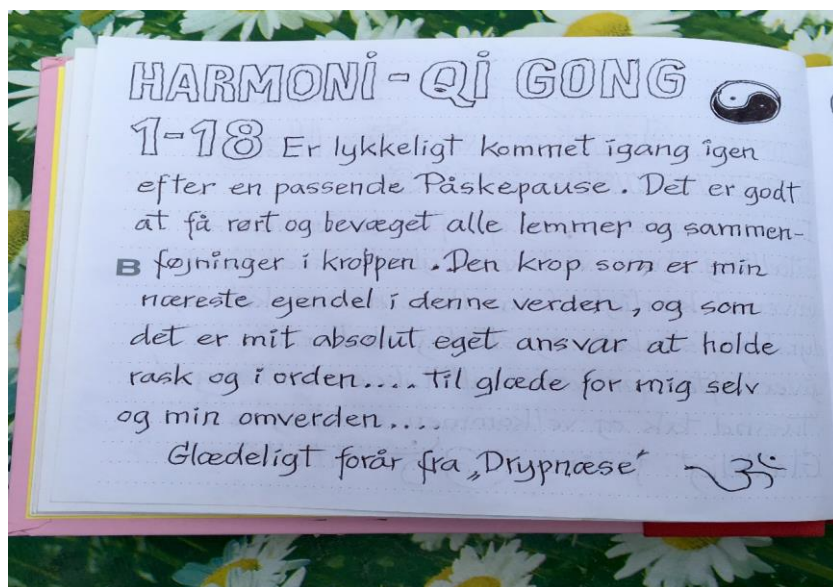 HARMONi-Qi GONG
1-18 Er lykkeligt kommet igang igen
efter en passende Påskepause. Det er godt
at få rørt og bevæget alle lemmer og sammen-
B føjninger i kroppen. Den krop som er min
næreste ejendel i denne verden, og som
det er mit absolut eget ansvar at holde
rask og i orden.... Til glæde for mig selv
og min omverden....
Glædeligt forår fra „Drypnæse"